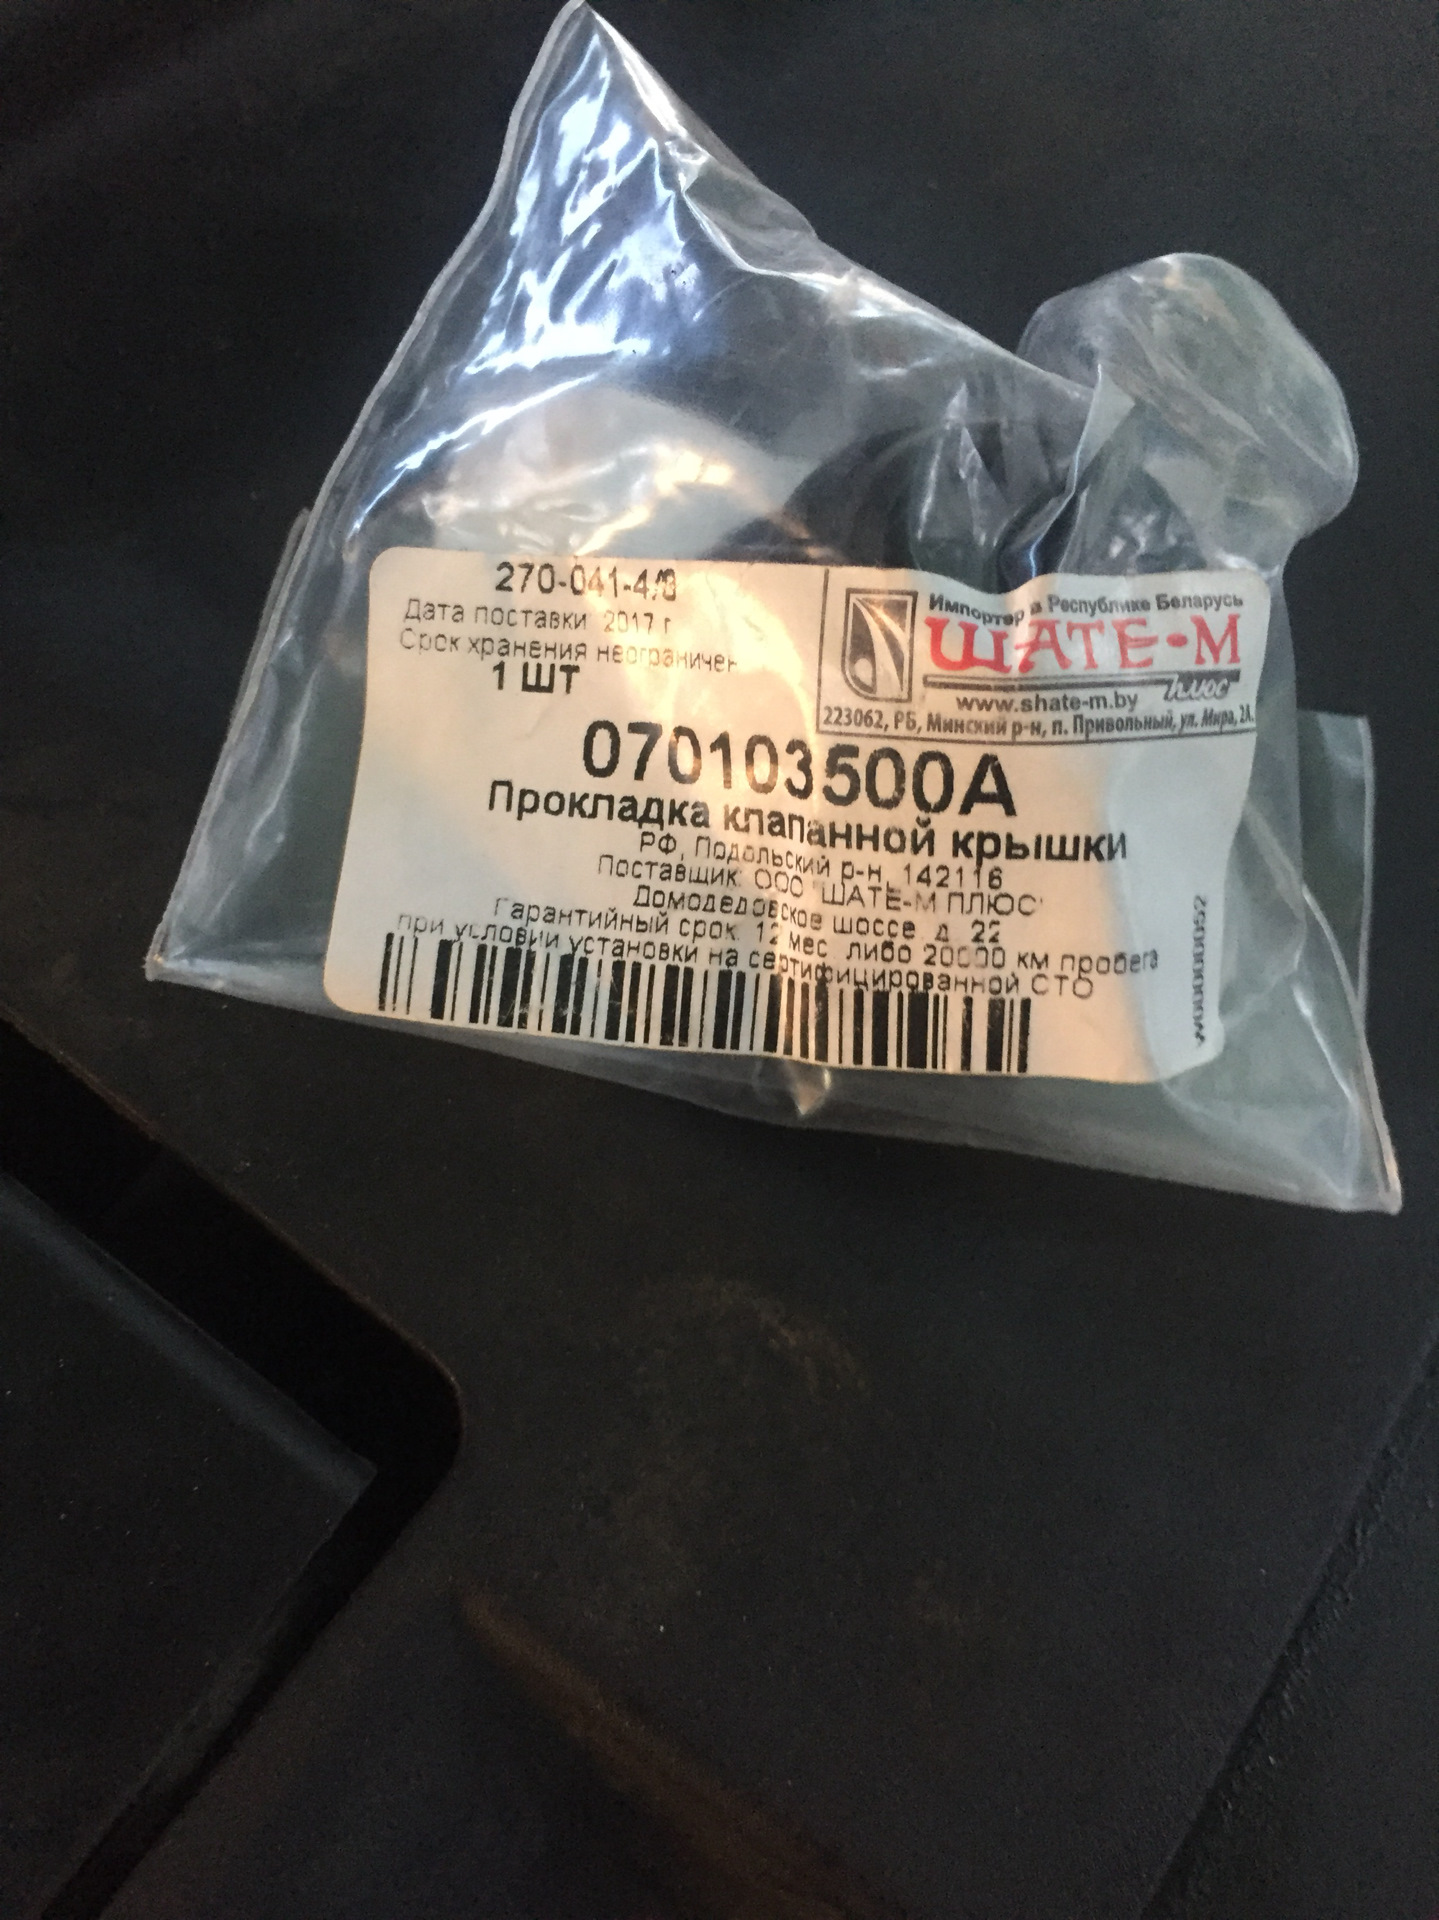 270-041-4/8
Дата поставки: 2017 г
Срок хранения неограничен
1 ШТ
Импортер в Республике Беларусь
ШАТЕ-М
плюс
www.shate-m.by
223062, РБ, Минский р-н, п. Привольный, ул. Мира, 2А.
070103500A
Прокладка клапанной крышки
РФ, Подольский р-н, 142116
Поставщик: ООО "ШАТЕ-М ПЛЮС"
Домодедовское шоссе, д. 22
Гарантийный срок: 12 мес. либо 20000 км пробега
при условии установки на сертифицированной СТО